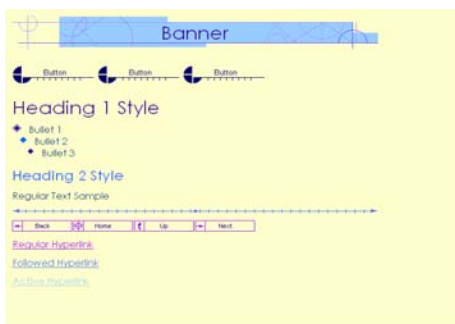 Banner
Button Button Button
Heading 1 Style
Bullet 1
Bullet 2
Bullet 3
Heading 2 Style
Regular Text Sample
Back Home Up Next
Regular Hyperlink
Followed Hyperlink
Active Hyperlink